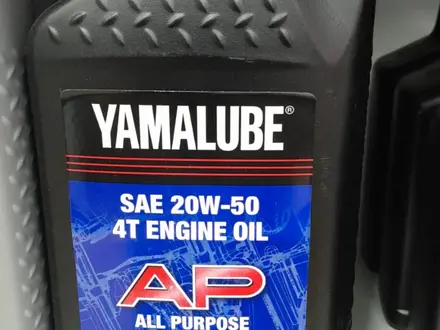 YAMALUBE®
SAE 20W-50
4T ENGINE OIL
AP
ALL PURPOSE